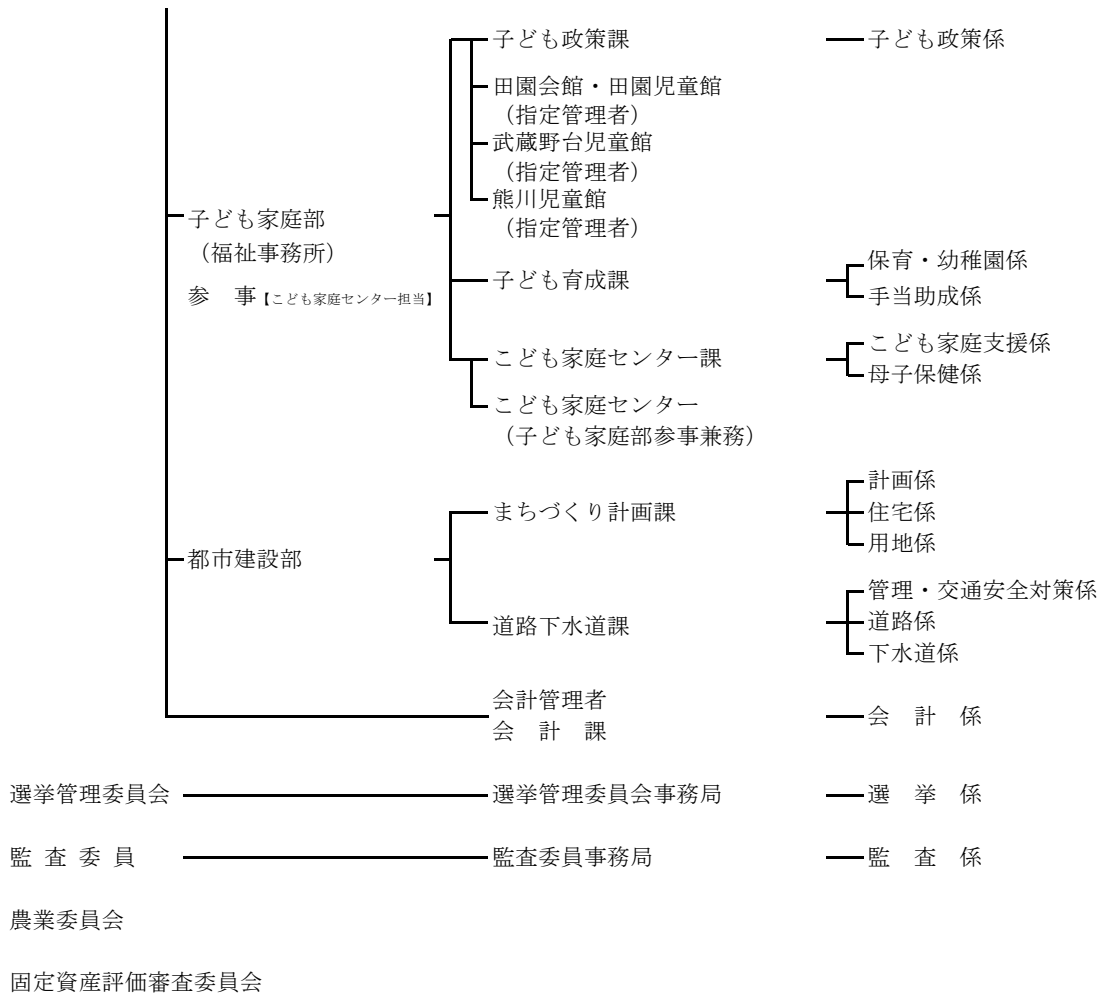 子ども政策課
子ども政策係
田園会館・田園児童館
（指定管理者）
武蔵野台児童館
（指定管理者）
熊川児童館
（指定管理者）
子ども家庭部
（福祉事務所）
参　事【こども家庭センター担当】
子ども育成課
保育・幼稚園係
手当助成係
こども家庭センター課
こども家庭支援係
母子保健係
こども家庭センター
（子ども家庭部参事兼務）
都市建設部
まちづくり計画課
計画係
住宅係
用地係
道路下水道課
管理・交通安全対策係
道路係
下水道係
会計管理者
会　計　課
会　計　係
選挙管理委員会
選挙管理委員会事務局
選　挙　係
監 査 委 員
監査委員事務局
監　査　係
農業委員会
固定資産評価審査委員会